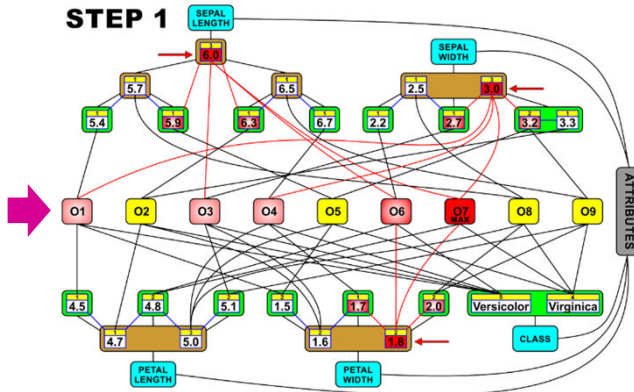 STEP 1
SEPAL
LENGTH
SEPAL
WIDTH
6.0
5.7
6.5
2.5
3.0
5.4
5.9
6.3
6.7
2.2
2.7
3.2
3.3
O1
O2
O3
O4
O5
O6
O7
MAX
O8
O9
ATTRIBUTES
4.5
4.8
5.1
1.5
1.7
2.0
Versicolor
Virginica
4.7
5.0
1.6
1.8
CLASS
PETAL
LENGTH
PETAL
WIDTH